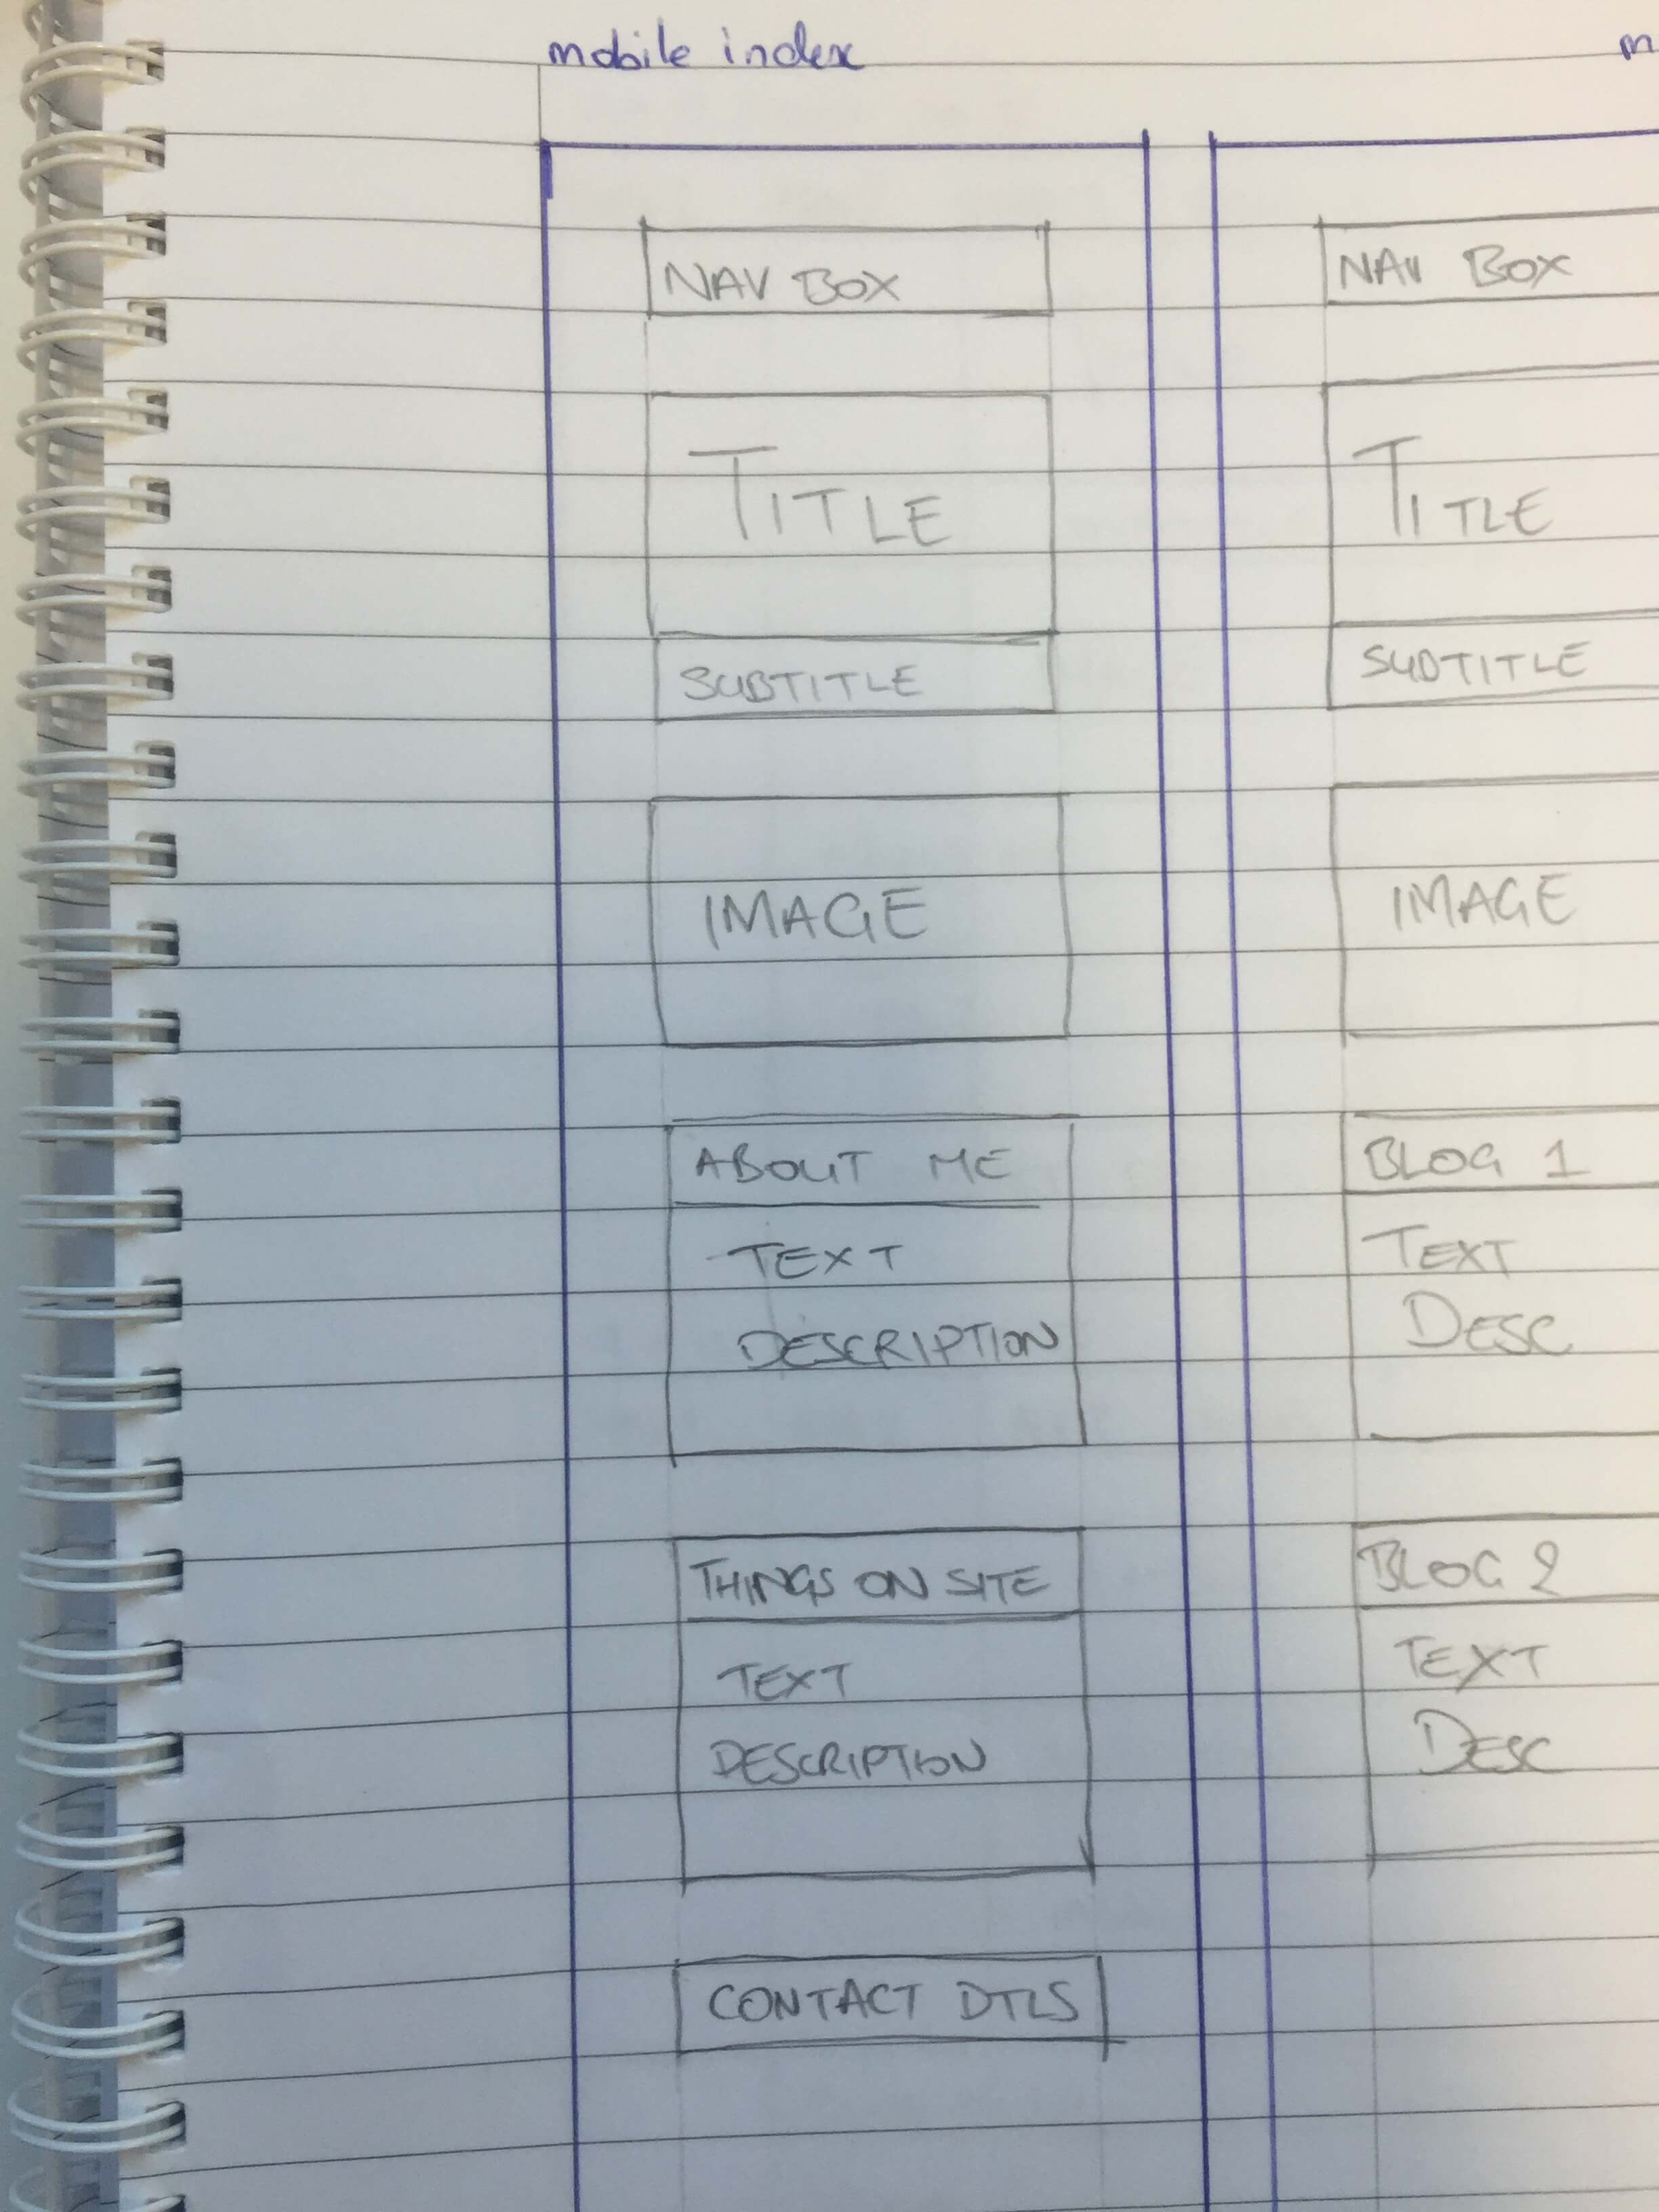 mobile index
NAV BOX
TITLE
SUBTITLE
IMAGE
ABOUT ME
TEXT
DESCRIPTION
THINGS ON SITE
TEXT
DESCRIPTION
CONTACT DTLS
m
NAV BOX
TITLE
SUBTITLE
IMAGE
BLOG 1
TEXT
DESC
BLOG 2
TEXT
DESC